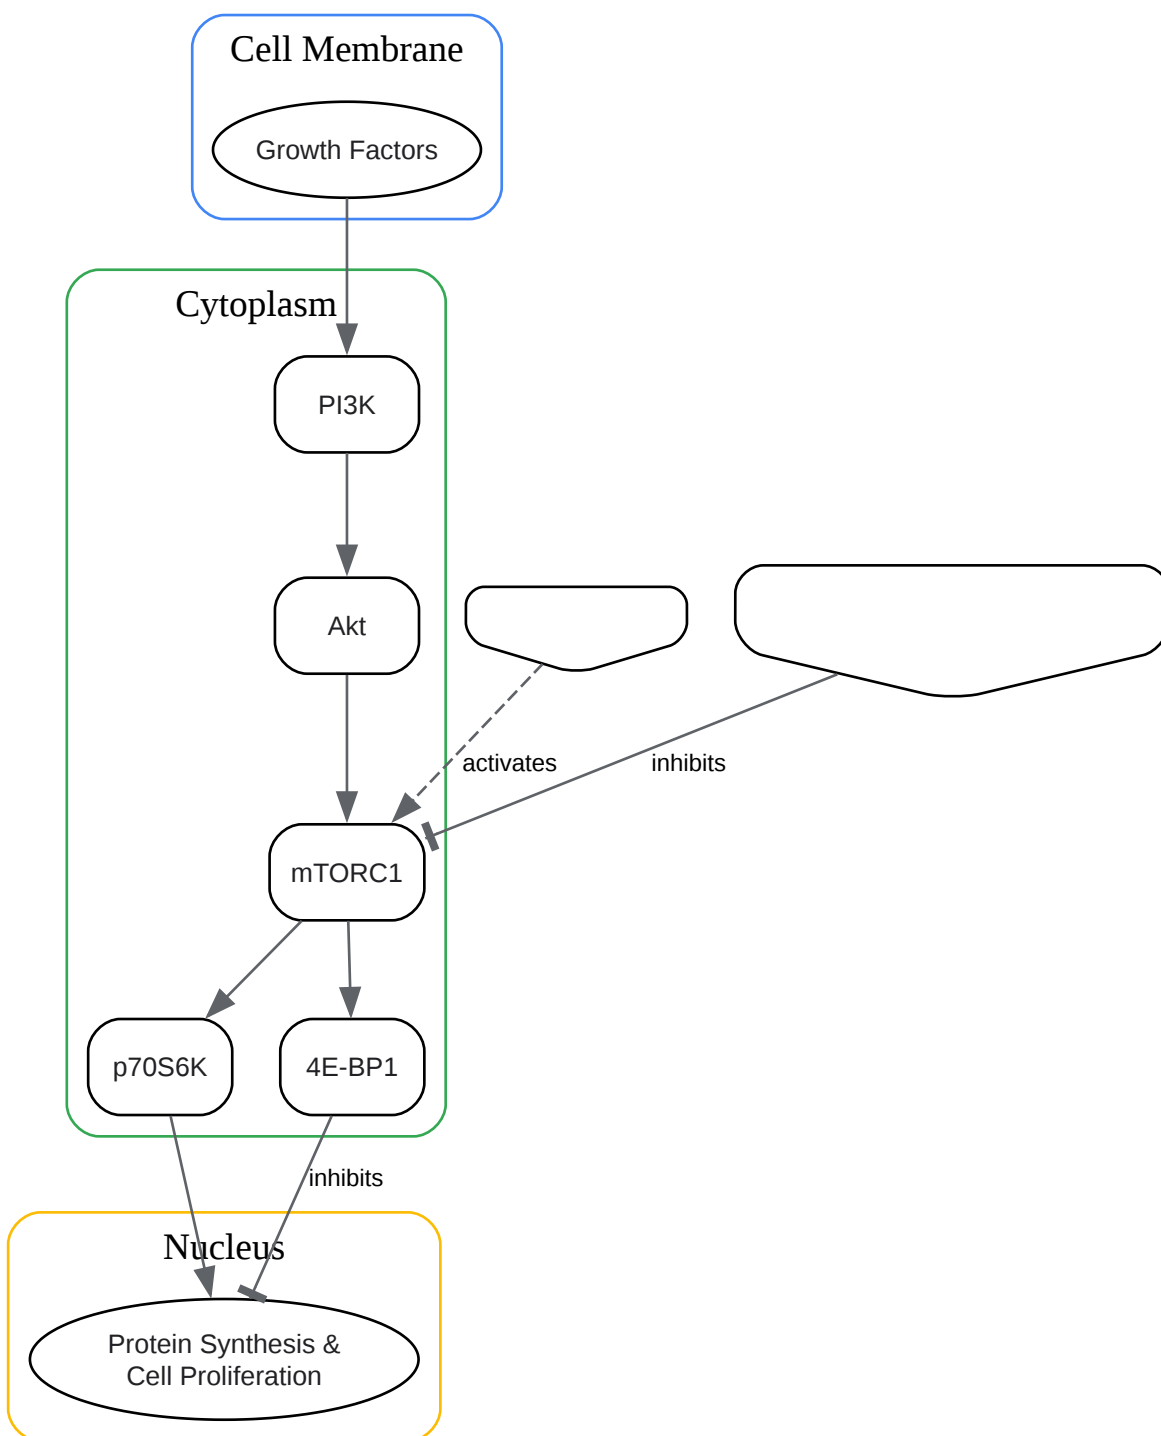 Cell Membrane
Growth Factors
Cytoplasm
PI3K
Akt
activates
inhibits
mTORC1
p70S6K
4E-BP1
inhibits
Nucleus
Protein Synthesis &
Cell Proliferation